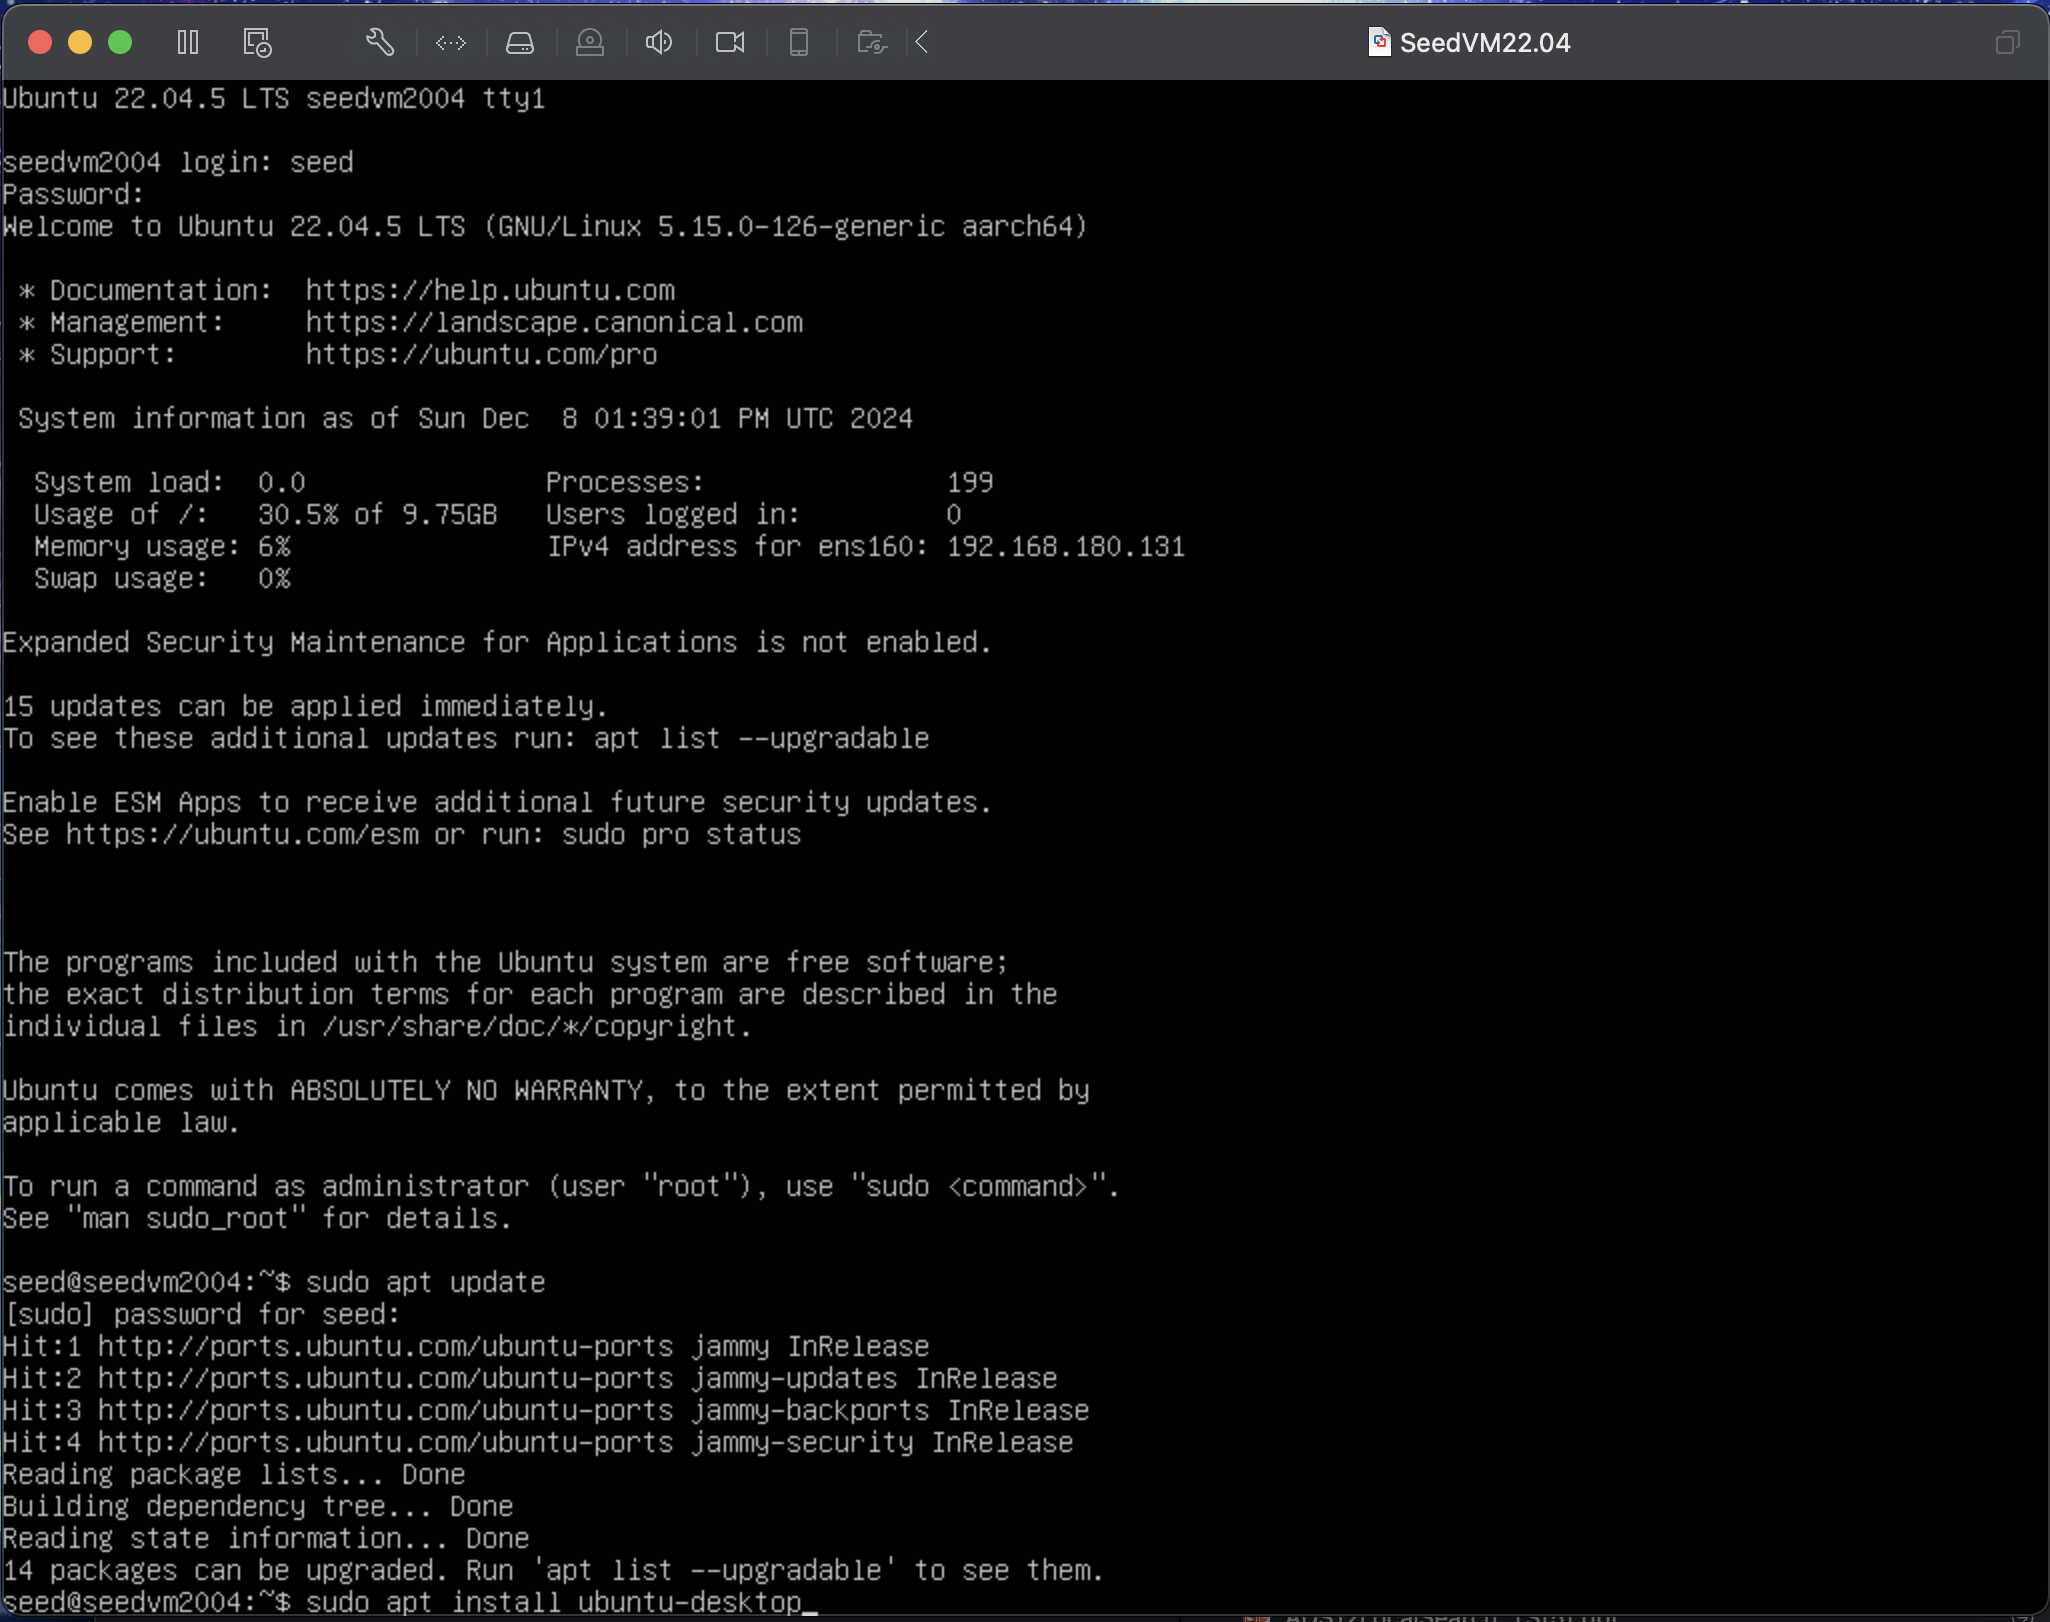 SeedVM22.04
Ubuntu 22.04.5 LTS seedvm2004 tty1
seedvm2004 login: seed
Password:
Welcome to Ubuntu 22.04.5 LTS (GNU/Linux 5.15.0-126-generic aarch64)
* Documentation:  https://help.ubuntu.com
* Management:     https://landscape.canonical.com
* Support:        https://ubuntu.com/pro
System information as of Sun Dec  8 01:39:01 PM UTC 2024
System load:  0.0               Processes:               199
Usage of /:   30.5% of 9.75GB   Users logged in:         0
Memory usage: 6%                IPv4 address for ens160: 192.168.180.131
Swap usage:   0%
Expanded Security Maintenance for Applications is not enabled.
15 updates can be applied immediately.
To see these additional updates run: apt list --upgradable
Enable ESM Apps to receive additional future security updates.
See https://ubuntu.com/esm or run: sudo pro status
The programs included with the Ubuntu system are free software;
the exact distribution terms for each program are described in the
individual files in /usr/share/doc/*/copyright.
Ubuntu comes with ABSOLUTELY NO WARRANTY, to the extent permitted by
applicable law.
To run a command as administrator (user "root"), use "sudo <command>".
See "man sudo_root" for details.
seed@seedvm2004:~$ sudo apt update
[sudo] password for seed:
Hit:1 http://ports.ubuntu.com/ubuntu-ports jammy InRelease
Hit:2 http://ports.ubuntu.com/ubuntu-ports jammy-updates InRelease
Hit:3 http://ports.ubuntu.com/ubuntu-ports jammy-backports InRelease
Hit:4 http://ports.ubuntu.com/ubuntu-ports jammy-security InRelease
Reading package lists... Done
Building dependency tree... Done
Reading state information... Done
14 packages can be upgraded. Run 'apt list --upgradable' to see them.
seed@seedvm2004:~$ sudo apt install ubuntu-desktop_